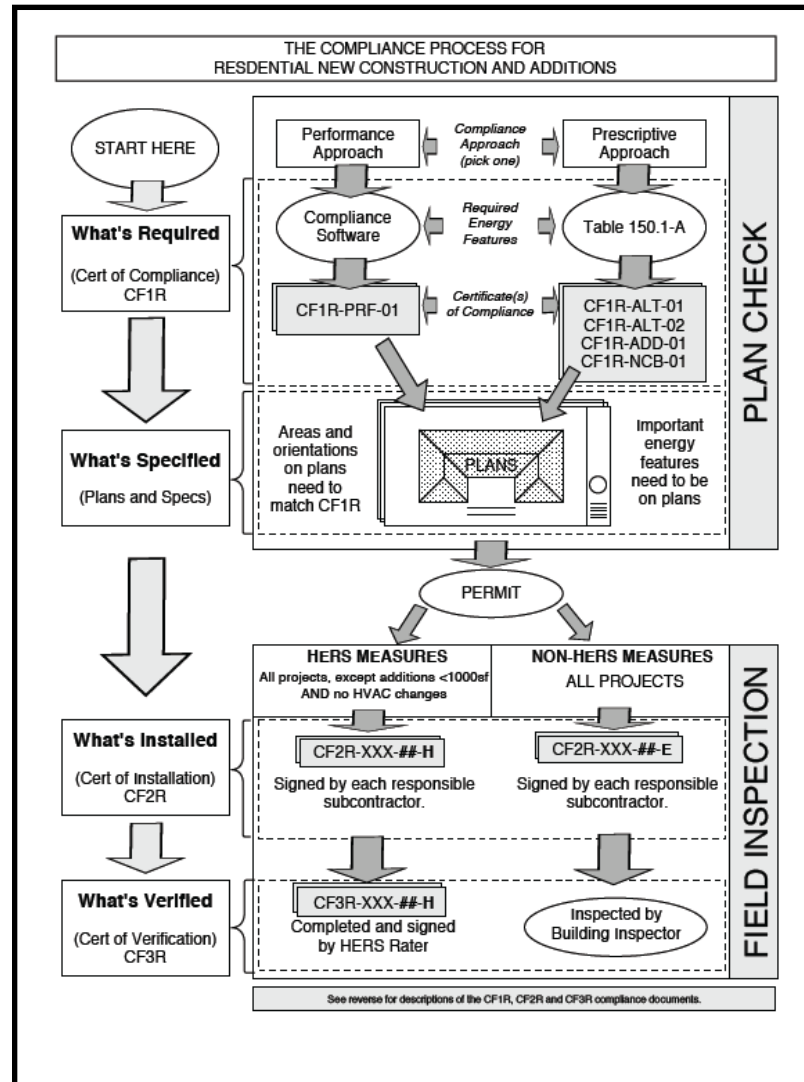 THE COMPLIANCE PROCESS FOR
RESDENTIAL NEW CONSTRUCTION AND ADDITIONS
START HERE
Performance
Approach
Compliance
Approach
(pick one)
Prescriptive
Approach
What's Required
(Cert of Compliance)
CF1R
Compliance
Software
Required
Energy
Features
Table 150.1-A
CF1R-PRF-01
Certificate(s)
of Compliance
CF1R-ALT-01
CF1R-ALT-02
CF1R-ADD-01
CF1R-NCB-01
PLAN CHECK
What's Specified
(Plans and Specs)
Areas and
orientations
on plans
need to
match CF1R
PLANS
Important
energy
features
need to be
on plans
PERMIT
HERS MEASURES
All projects, except additions <1000sf
AND no HVAC changes
NON-HERS MEASURES
ALL PROJECTS
What's Installed
(Cert of Installation)
CF2R
CF2R-XXX-##-H
Signed by each responsible
subcontractor.
CF2R-XXX-##-E
Signed by each responsible
subcontractor.
What's Verified
(Cert of Verification)
CF3R
CF3R-XXX-##-H
Completed and signed
by HERS Rater
Inspected by
Building Inspector
FIELD INSPECTION
See reverse for descriptions of the CF1R, CF2R and CF3R compliance documents.